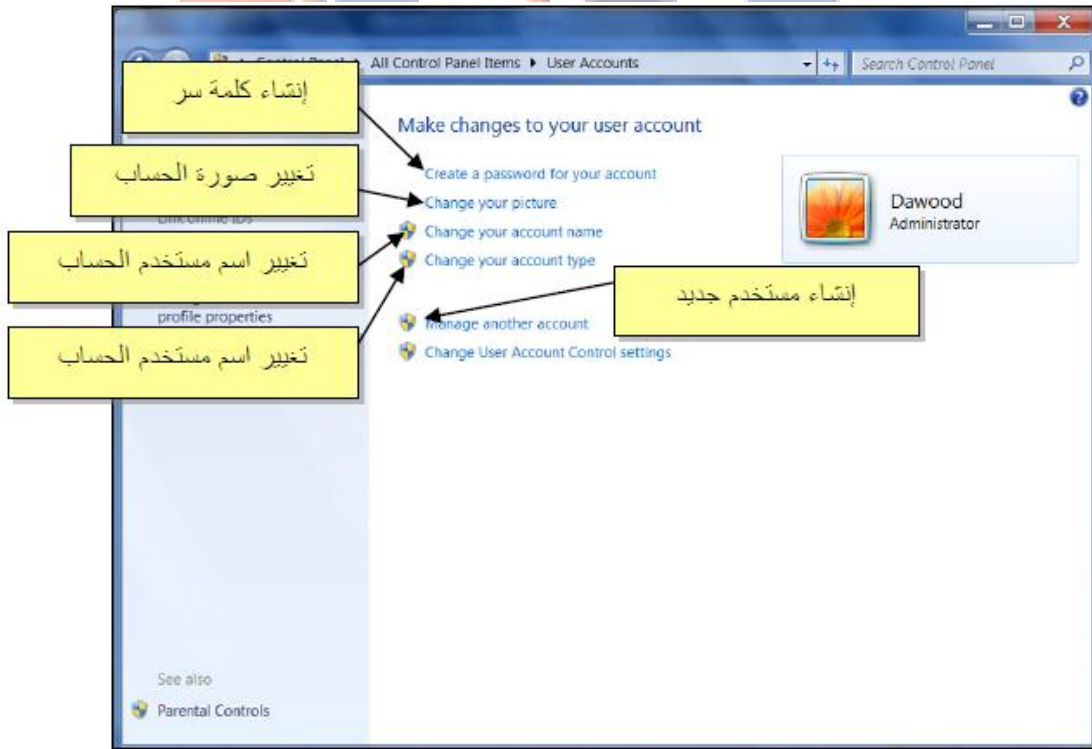 All Control Panel Items ▸ User Accounts
Search Control Panel
إنشاء كلمة سر
Make changes to your user account
Create a password for your account
تغيير صورة الحساب
Change your picture
Dawood
Administrator
تغيير اسم مستخدم الحساب
Change your account name
Change your account type
إنشاء مستخدم جديد
profile properties
Manage another account
تغيير اسم مستخدم الحساب
Change User Account Control settings
See also
Parental Controls